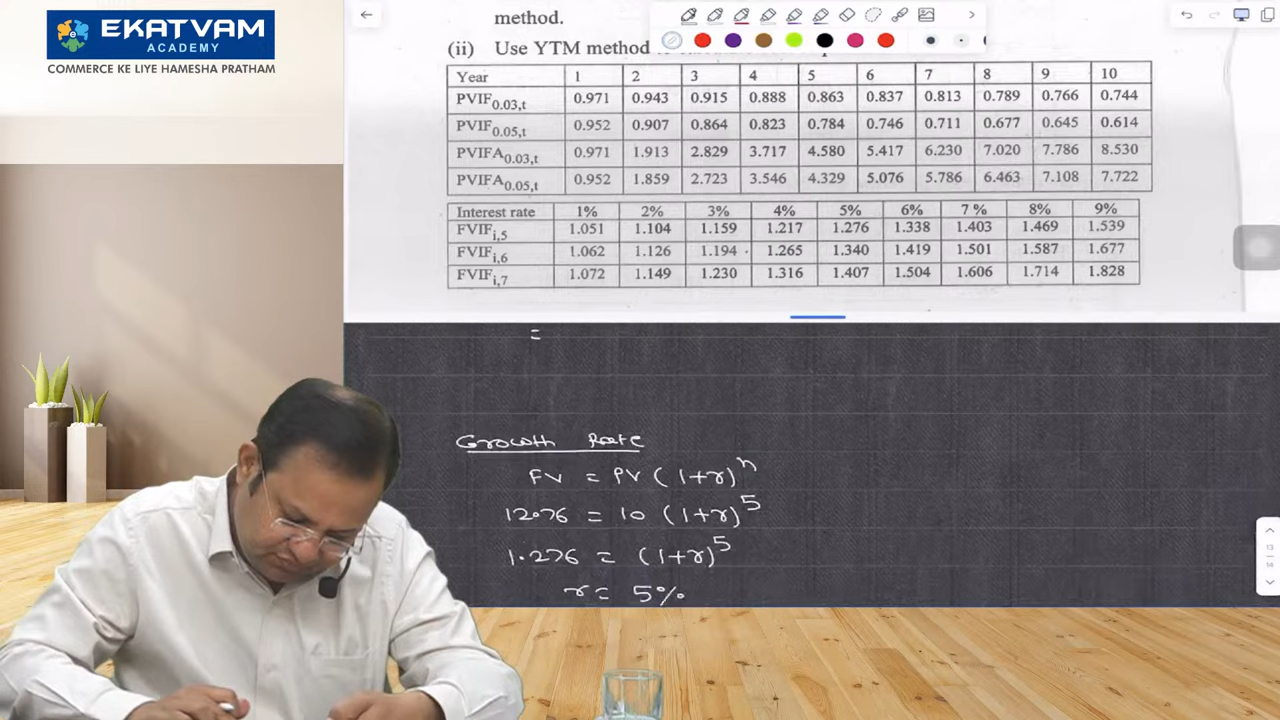 EKATVAM
ACADEMY
COMMERCE KE LIYE HAMESHA PRATHAM
method.
(ii) Use YTM method
Year 1 2 3 4 5 6 7 8 9 10
PVIF0.03,t 0.971 0.943 0.915 0.888 0.863 0.837 0.813 0.789 0.766 0.744
PVIF0.05,t 0.952 0.907 0.864 0.823 0.784 0.746 0.711 0.677 0.645 0.614
PVIFA0.03,t 0.971 1.913 2.829 3.717 4.580 5.417 6.230 7.020 7.786 8.530
PVIFA0.05,t 0.952 1.859 2.723 3.546 4.329 5.076 5.786 6.463 7.108 7.722
Interest rate 1% 2% 3% 4% 5% 6% 7% 8% 9%
FVIFi,5 1.051 1.104 1.159 1.217 1.276 1.338 1.403 1.469 1.539
FVIFi,6 1.062 1.126 1.194 1.265 1.340 1.419 1.501 1.587 1.677
FVIFi,7 1.072 1.149 1.230 1.316 1.407 1.504 1.606 1.714 1.828
=
Growth Rate
FV = PV (1+r)^n
12.76 = 10 (1+r)^5
1.276 = (1+r)^5
r = 5%
13
14